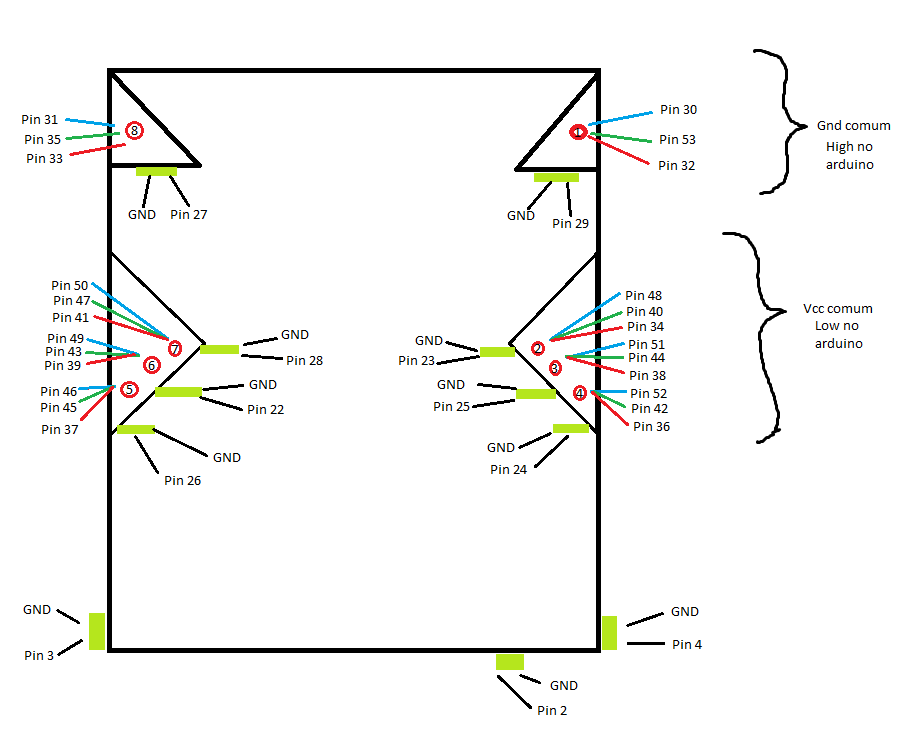 Pin 31
Pin 35
Pin 33
8
GND
Pin 27
1
Pin 30
Pin 53
Pin 32
GND
Pin 29
Gnd comum
High no
arduino
Pin 50
Pin 47
Pin 41
Pin 49
Pin 43
Pin 39
Pin 46
Pin 45
Pin 37
7
6
5
GND
Pin 28
GND
Pin 22
GND
Pin 26
GND
Pin 23
GND
Pin 25
GND
Pin 24
2
3
4
Pin 48
Pin 40
Pin 34
Pin 51
Pin 44
Pin 38
Pin 52
Pin 42
Pin 36
Vcc comum
Low no
arduino
GND
Pin 3
GND
Pin 4
GND
Pin 2